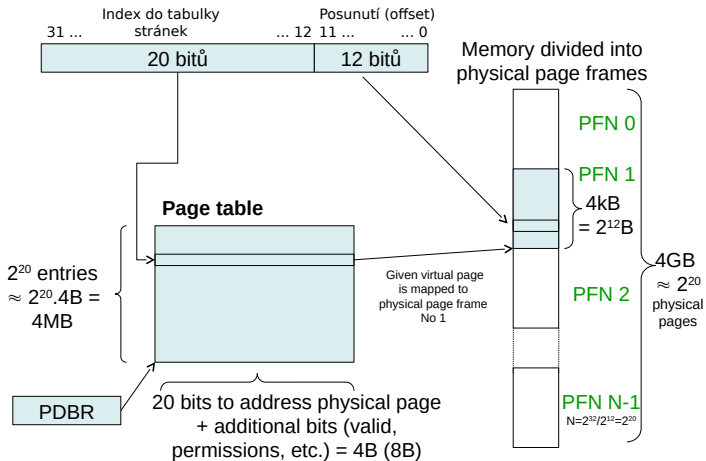 Index do tabulky
stránek
Posunutí (offset)
31 ... ... 12 11 ... ... 0
20 bitů 12 bitů
Memory divided into
physical page frames
PFN 0
PFN 1
4kB
= 2¹²B
Page table
2²⁰ entries
≈ 2²⁰.4B =
4MB
Given virtual page
is mapped to
physical page frame
No 1
PFN 2
4GB
≈ 2²⁰
physical
pages
PDBR
20 bits to address physical page
+ additional bits (valid,
permissions, etc.) = 4B (8B)
PFN N-1
N=2³²/2¹²=2²⁰